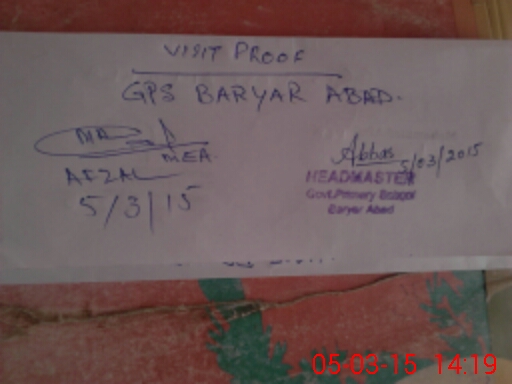 VISIT PROOF
GPS BARYAR ABAD.
MEA
AFZAL
5/3/15
Abbas 5/03/2015
HEADMASTER
Govt.Primary School
Baryar Abad
05-03-15 14:19